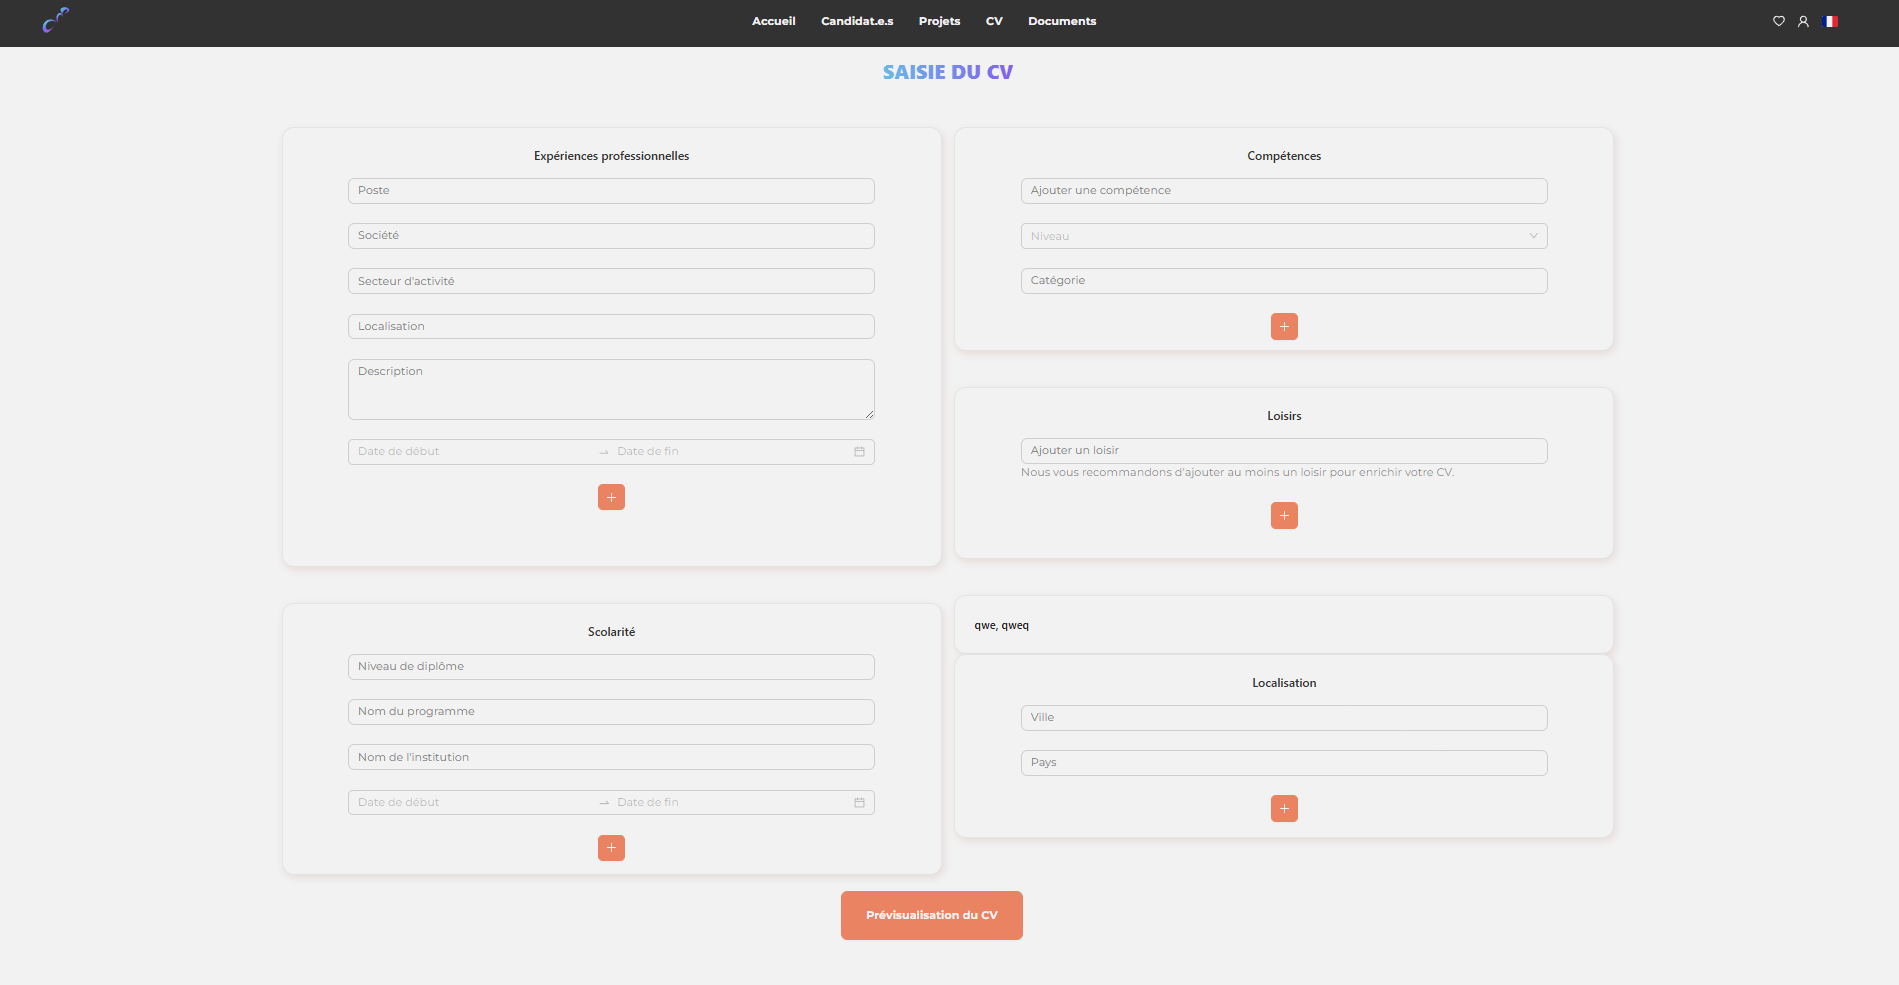 Accueil Candidat.e.s Projets CV Documents
SAISIE DU CV
Expériences professionnelles
Poste
Société
Secteur d'activité
Localisation
Description
Date de début Date de fin
Scolarité
Niveau de diplôme
Nom du programme
Nom de l'institution
Date de début Date de fin
Compétences
Ajouter une compétence
Niveau
Catégorie
Loisirs
Ajouter un loisir
Nous vous recommandons d'ajouter au moins un loisir pour enrichir votre CV.
qwe, qweq
Localisation
Ville
Pays
Prévisualisation du CV